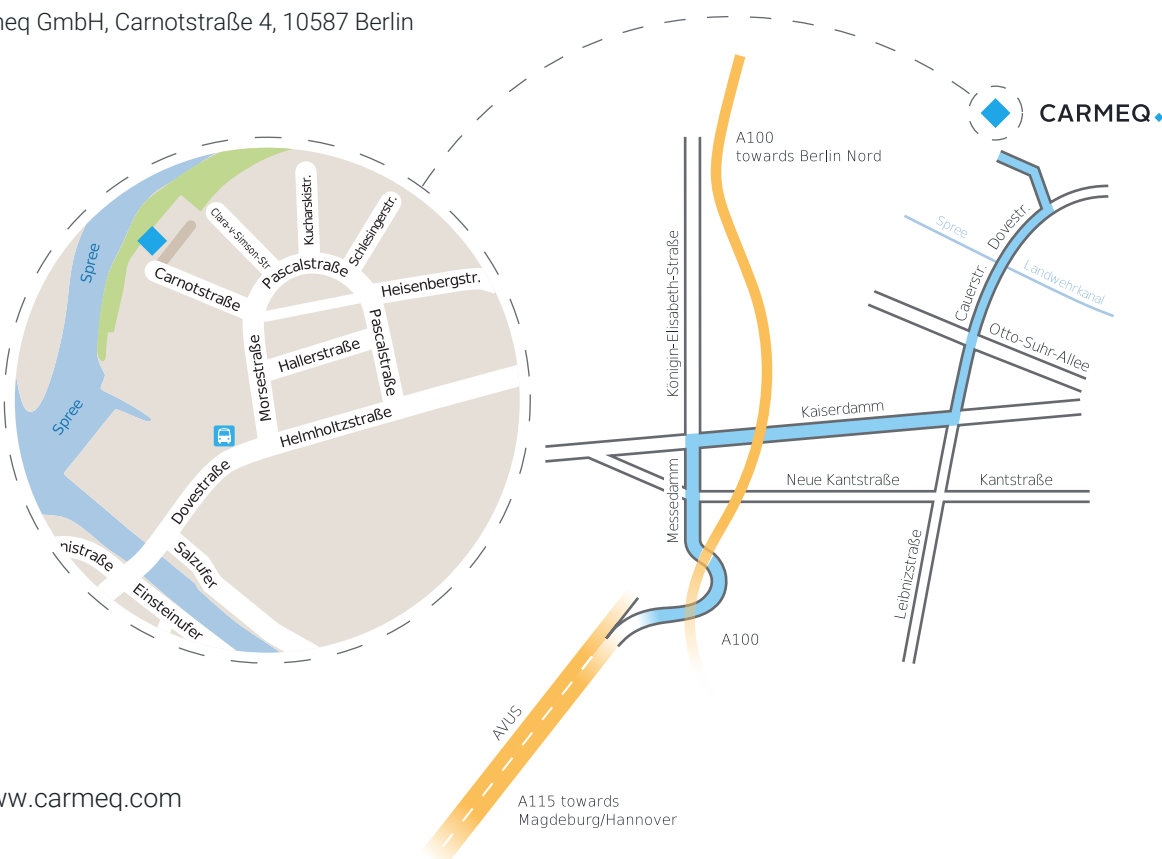 meq GmbH, Carnotstraße 4, 10587 Berlin
CARMEQ
A100
towards Berlin Nord
Königin-Elisabeth-Straße
Dovestr.
Spree
Landwehrkanal
Cauerstr.
Otto-Suhr-Allee
Kaiserdamm
Neue Kantstraße
Kantstraße
Messedamm
Leibnizstraße
A100
AVUS
A115 towards
Magdeburg/Hannover
Kucharskistr.
Clara-v-Simson-Str
Schlesingerstr.
Spree
Pascalstraße
Carnotstraße
Heisenbergstr.
Pascalstraße
Morsestraße
Hallerstraße
Spree
Helmholtzstraße
Dovestraße
nistraße
Salzufer
Einsteinufer
ww.carmeq.com